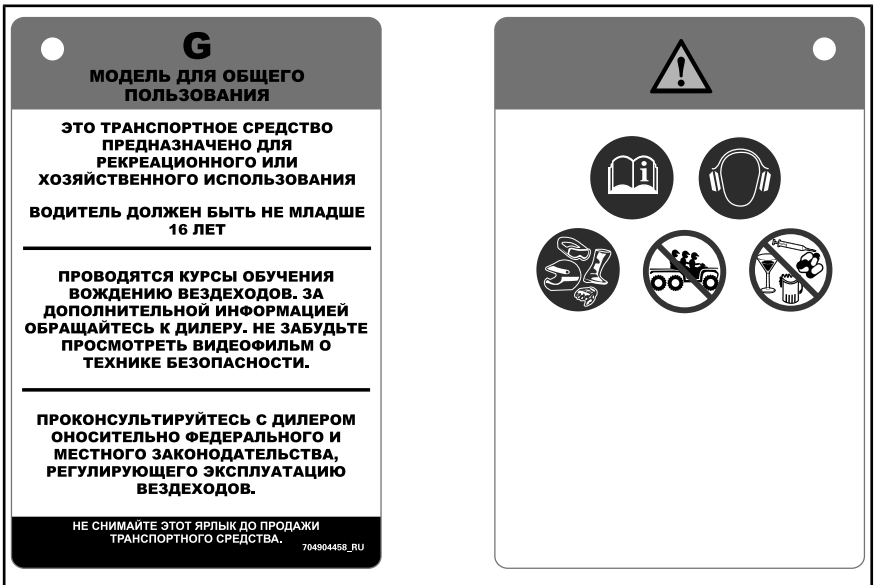 G
МОДЕЛЬ ДЛЯ ОБЩЕГО
ПОЛЬЗОВАНИЯ
ЭТО ТРАНСПОРТНОЕ СРЕДСТВО
ПРЕДНАЗНАЧЕНО ДЛЯ
РЕКРЕАЦИОННОГО ИЛИ
ХОЗЯЙСТВЕННОГО ИСПОЛЬЗОВАНИЯ
ВОДИТЕЛЬ ДОЛЖЕН БЫТЬ НЕ МЛАДШЕ
16 ЛЕТ
ПРОВОДЯТСЯ КУРСЫ ОБУЧЕНИЯ
ВОЖДЕНИЮ ВЕЗДЕХОДОВ. ЗА
ДОПОЛНИТЕЛЬНОЙ ИНФОРМАЦИЕЙ
ОБРАЩАЙТЕСЬ К ДИЛЕРУ. НЕ ЗАБУДЬТЕ
ПРОСМОТРЕТЬ ВИДЕОФИЛЬМ О
ТЕХНИКЕ БЕЗОПАСНОСТИ.
ПРОКОНСУЛЬТИРУЙТЕСЬ С ДИЛЕРОМ
ОНОСИТЕЛЬНО ФЕДЕРАЛЬНОГО И
МЕСТНОГО ЗАКОНОДАТЕЛЬСТВА,
РЕГУЛИРУЮЩЕГО ЭКСПЛУАТАЦИЮ
ВЕЗДЕХОДОВ.
НЕ СНИМАЙТЕ ЭТОТ ЯРЛЫК ДО ПРОДАЖИ
ТРАНСПОРТНОГО СРЕДСТВА.
704904458_RU